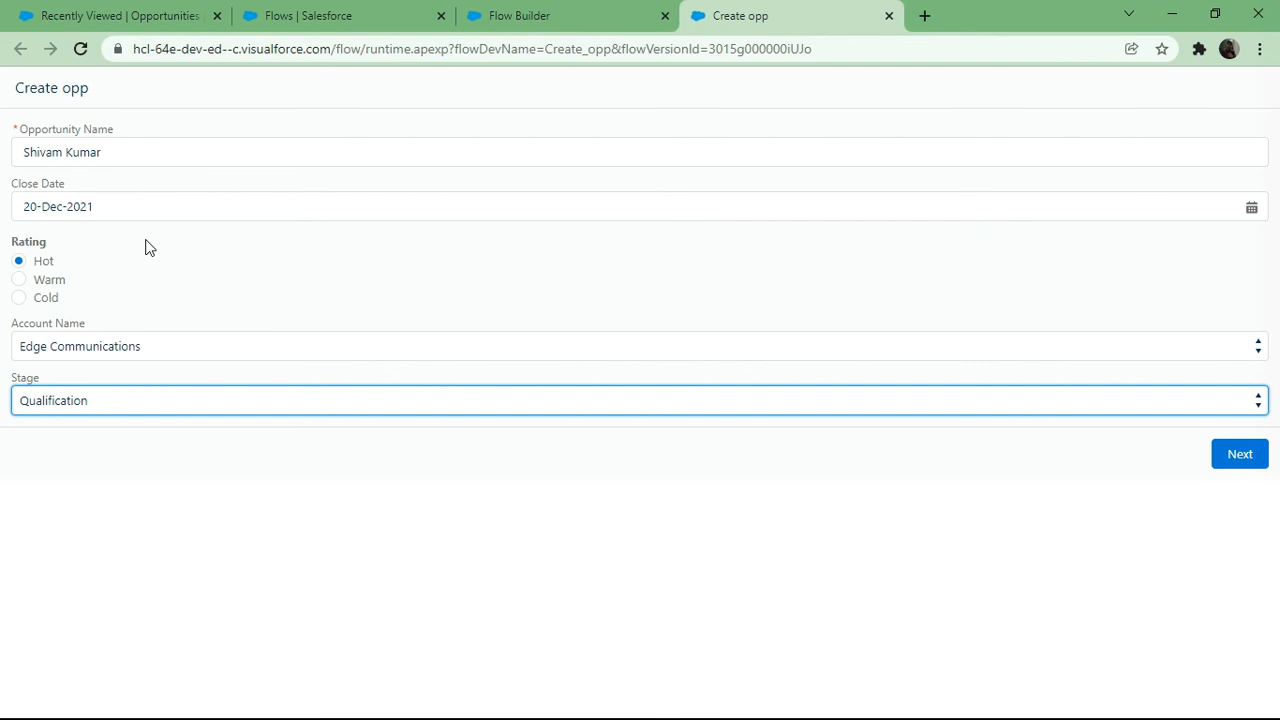 Recently Viewed | Opportunities
Flows | Salesforce
Flow Builder
Create opp
hcl-64e-dev-ed--c.visualforce.com/flow/runtime.apexp?flowDevName=Create_opp&flowVersionId=3015g000000iUJo
Create opp
*Opportunity Name
Shivam Kumar
Close Date
20-Dec-2021
Rating
Hot
Warm
Cold
Account Name
Edge Communications
Stage
Qualification
Next